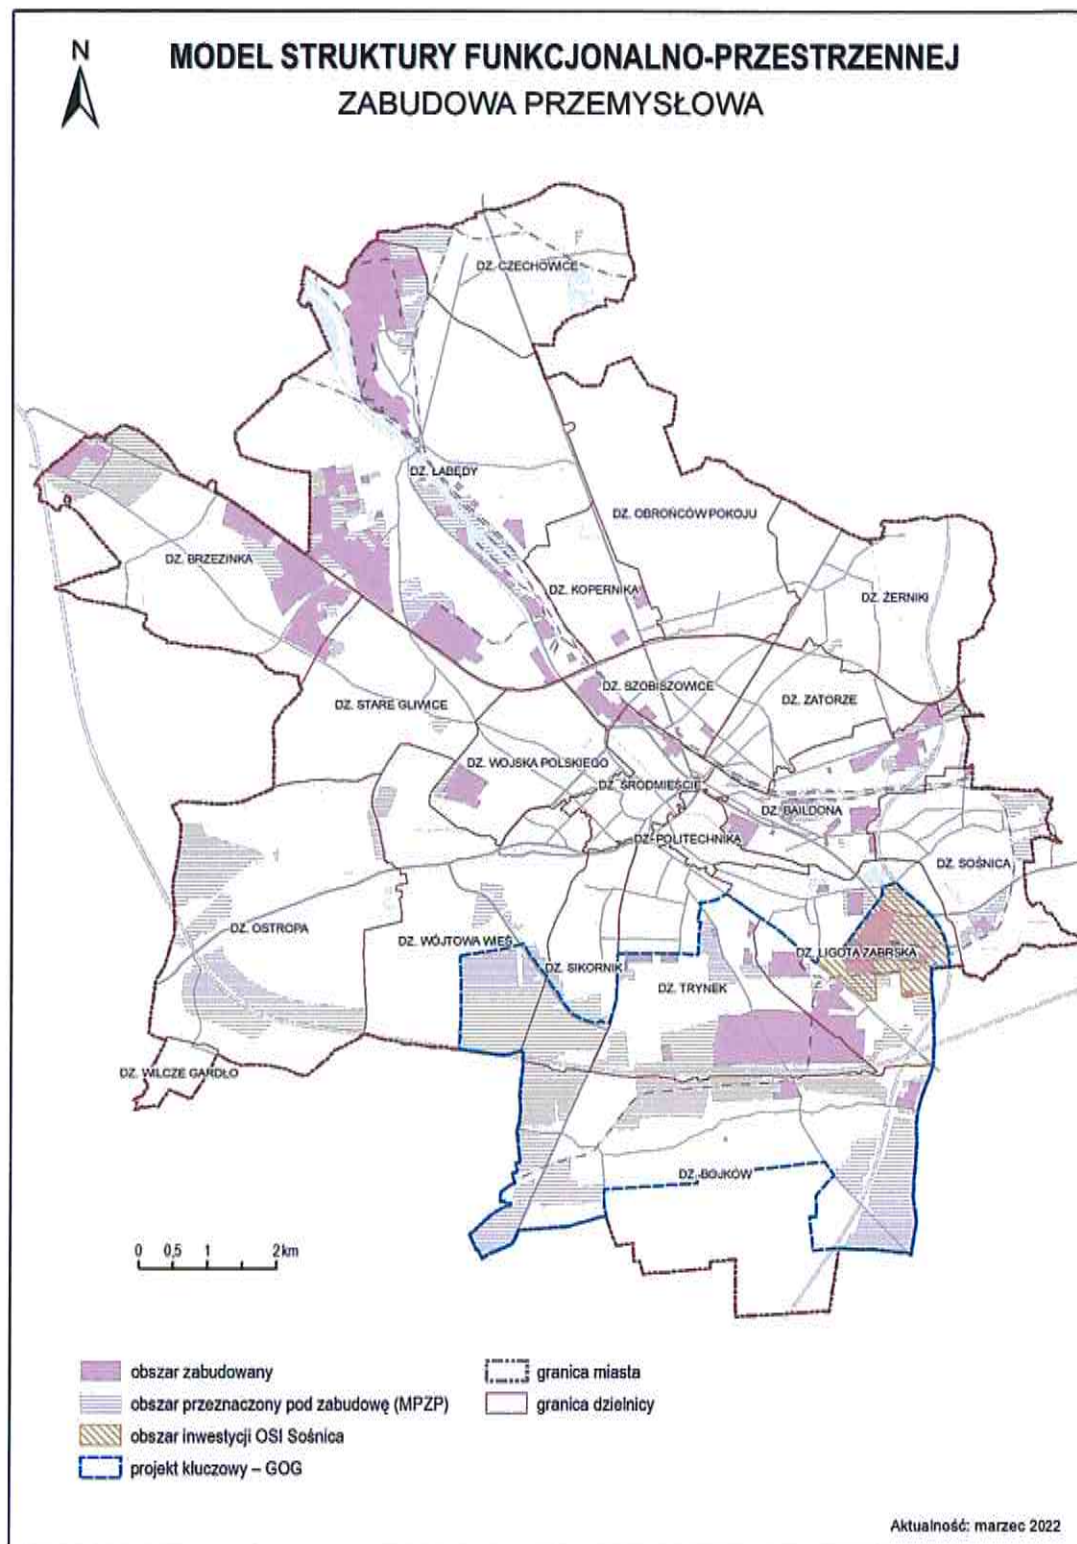 N
MODEL STRUKTURY FUNKCJONALNO-PRZESTRZENNEJ
ZABUDOWA PRZEMYSŁOWA
DZ. CZECHOWICE
DZ. ŁABĘDY
DZ. OBROŃCÓW POKOJU
DZ. BRZEZINKA
DZ. KOPERNIKA
DZ. ŻERNIKI
DZ. SZOBISZOWICE
DZ. ZATORZE
DZ. STARE GLIWICE
DZ. WOJSKA POLSKIEGO
DZ. ŚRÓDMIEŚCIE
DZ. BAILDONA
DZ. POLITECHNIKA
DZ. SOŚNICA
DZ. OSTROPA
DZ. WÓJTOWA WIEŚ
DZ. LIGOTA ZABRSKA
DZ. SIKORNIK
DZ. TRYNEK
DZ. WILCZE GARDŁO
DZ. BOJKÓW
0 0,5 1 2 km
obszar zabudowany
obszar przeznaczony pod zabudowę (MPZP)
obszar inwestycji OSI Sośnica
projekt kluczowy – GOG
granica miasta
granica dzielnicy
Aktualność: marzec 2022